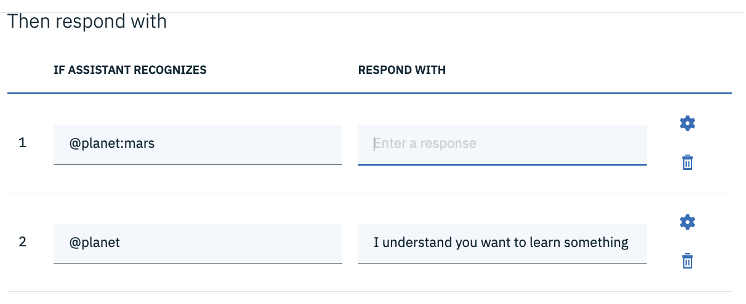 Then respond with
IF ASSISTANT RECOGNIZES RESPOND WITH
1 @planet:mars Enter a response
2 @planet I understand you want to learn something